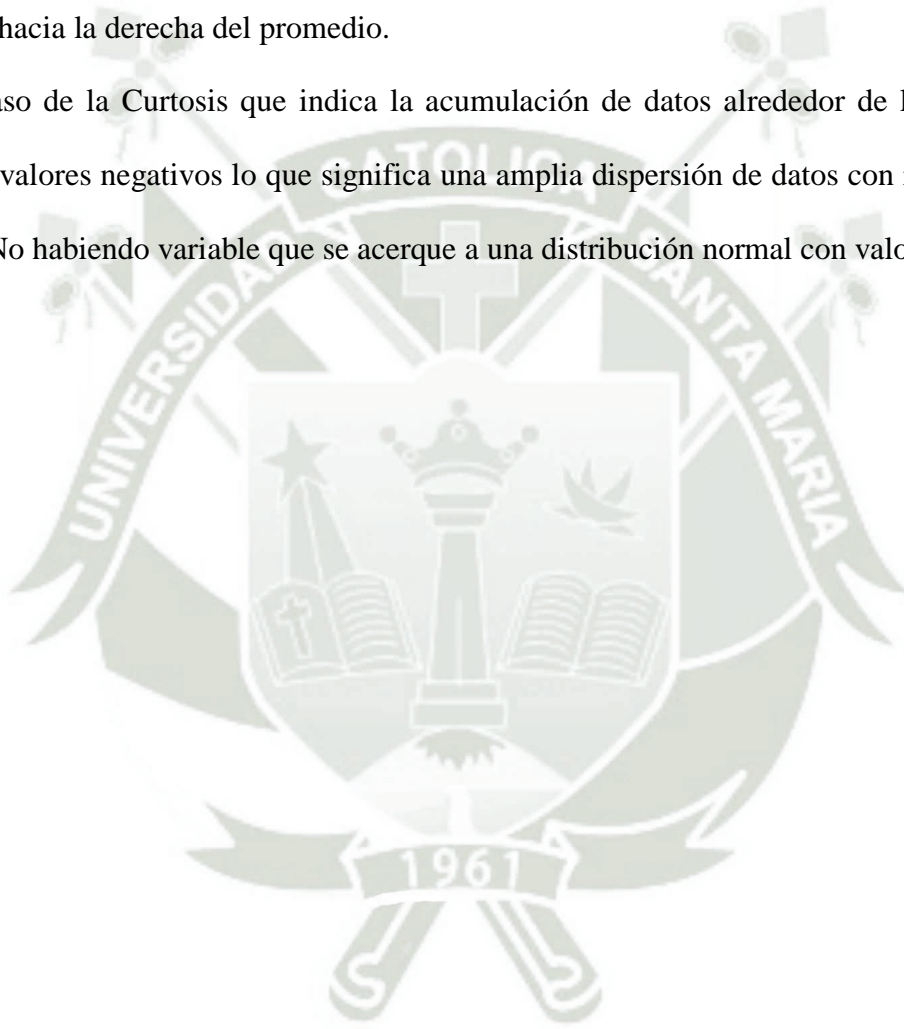 hacia la derecha del promedio.
aso de la Curtosis que indica la acumulación de datos alrededor de l
valores negativos lo que significa una amplia dispersión de datos con
No habiendo variable que se acerque a una distribución normal con valo
UNIVERSIDAD CATOLICA SANTA MARIA
1961